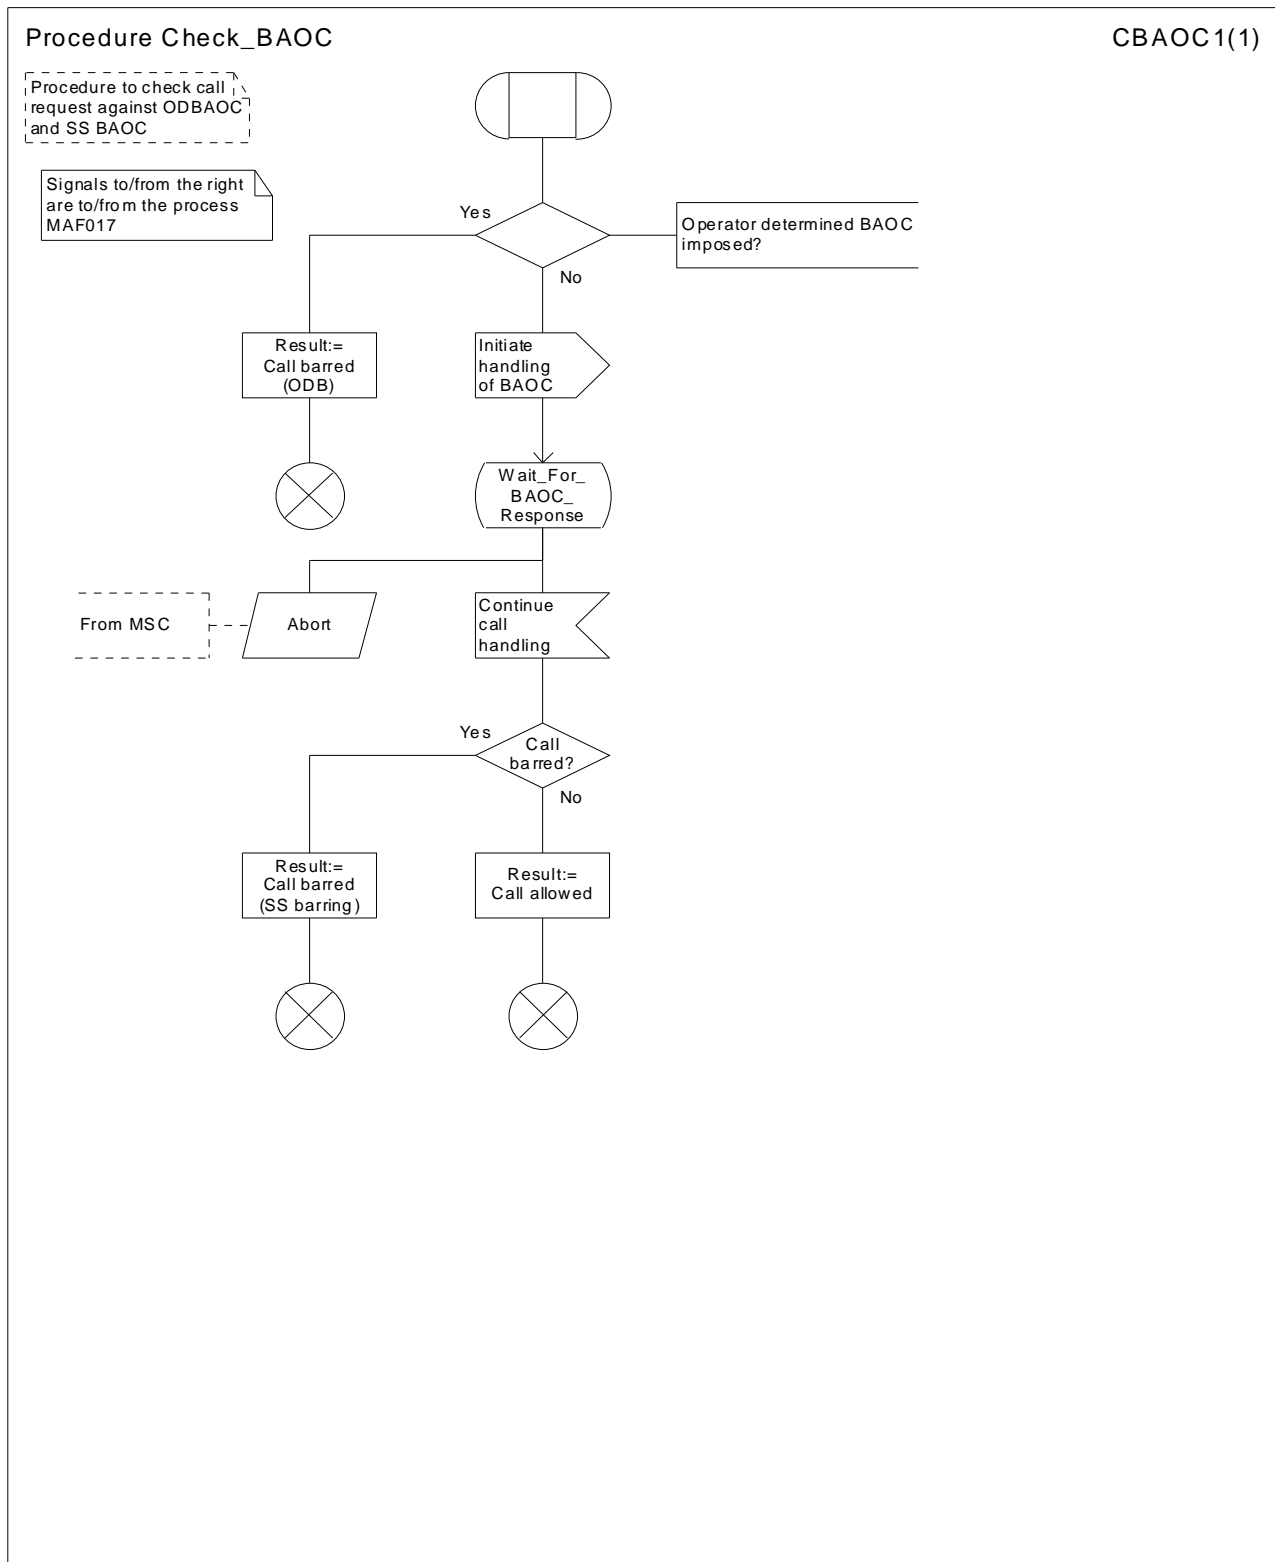 Procedure Check_BAOC
CBAOC1(1)
Procedure to check call
request against ODBAOC
and SS BAOC
Signals to/from the right
are to/from the process
MAF017
Yes
Operator determined BAOC
imposed?
No
Result:=
Call barred
(ODB)
Initiate
handling
of BAOC
Wait_For_
BAOC_
Response
From MSC
Abort
Continue
call
handling
Yes
Call
barred?
No
Result:=
Call barred
(SS barring)
Result:=
Call allowed